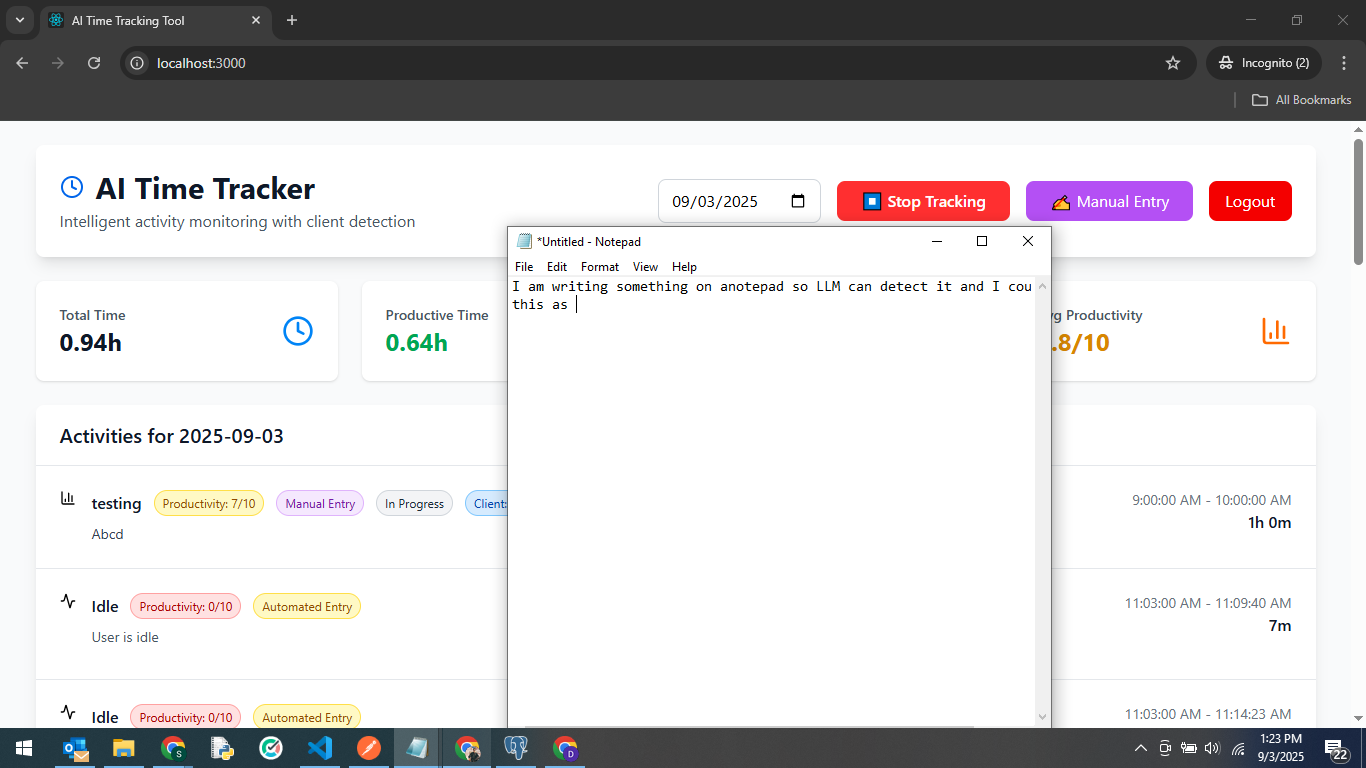 AI Time Tracking Tool
localhost:3000
Incognito (2)
All Bookmarks
AI Time Tracker
Intelligent activity monitoring with client detection
09/03/2025
Stop Tracking
Manual Entry
Logout
*Untitled - Notepad
File Edit Format View Help
I am writing something on anotepad so LLM can detect it and I cou
this as
Total Time
0.94h
Productive Time
0.64h
Productivity
.8/10
Activities for 2025-09-03
testing Productivity: 7/10 Manual Entry In Progress Client:
Abcd
9:00:00 AM - 10:00:00 AM
1h 0m
Idle Productivity: 0/10 Automated Entry
User is idle
11:03:00 AM - 11:09:40 AM
7m
Idle Productivity: 0/10 Automated Entry
11:03:00 AM - 11:14:23 AM
S
D
1:23 PM
9/3/2025
22